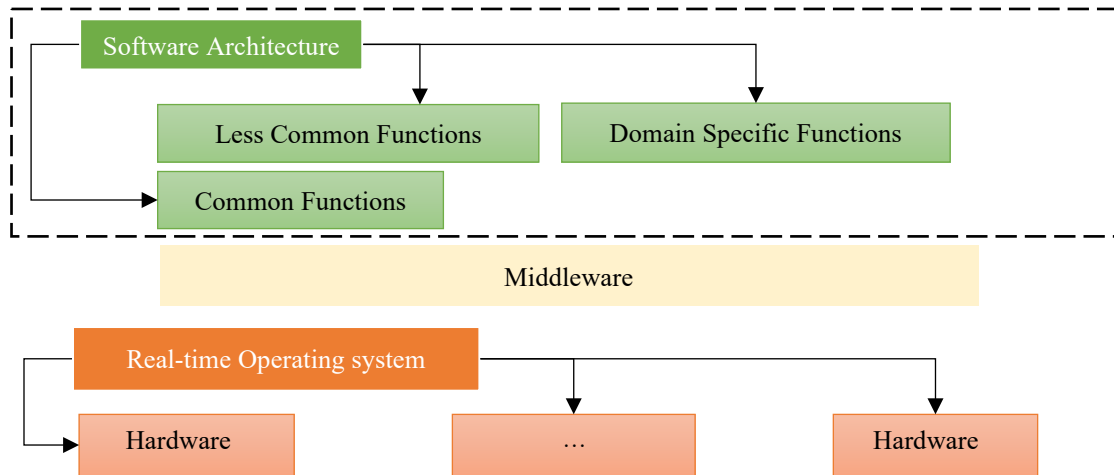 Software Architecture
Less Common Functions
Domain Specific Functions
Common Functions
Middleware
Real-time Operating system
Hardware
…
Hardware